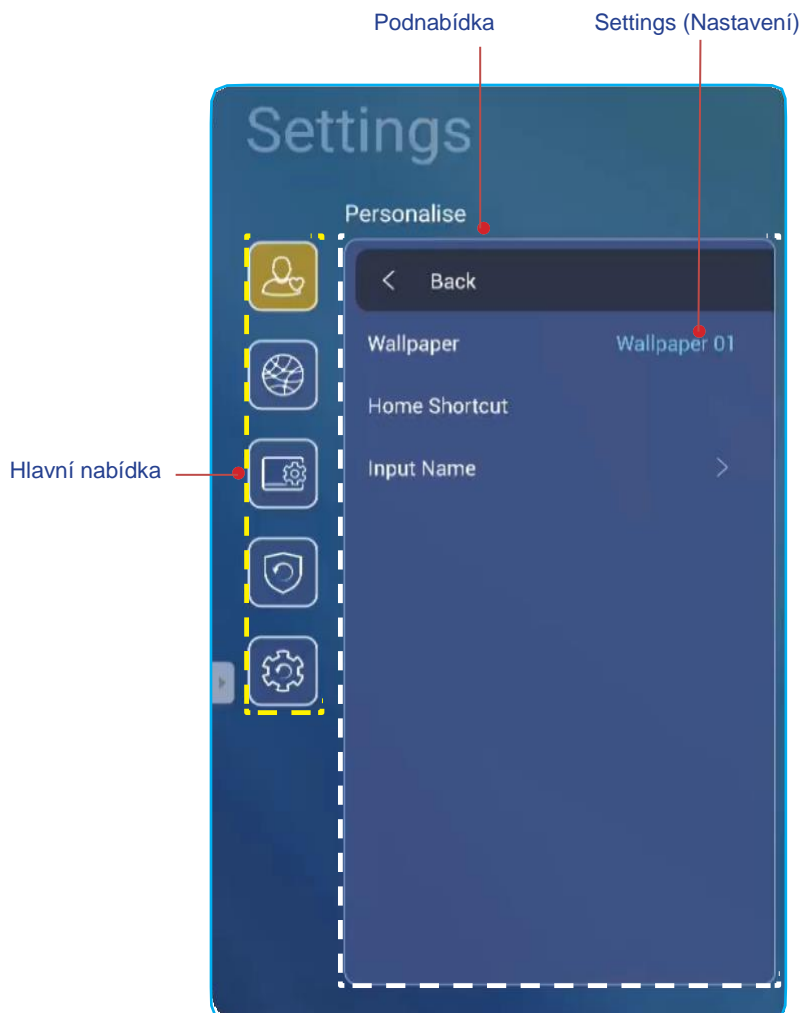 Podnabídka Settings (Nastavení)
Settings
Personalise
Back
Wallpaper Wallpaper 01
Home Shortcut
Hlavní nabídka
Input Name